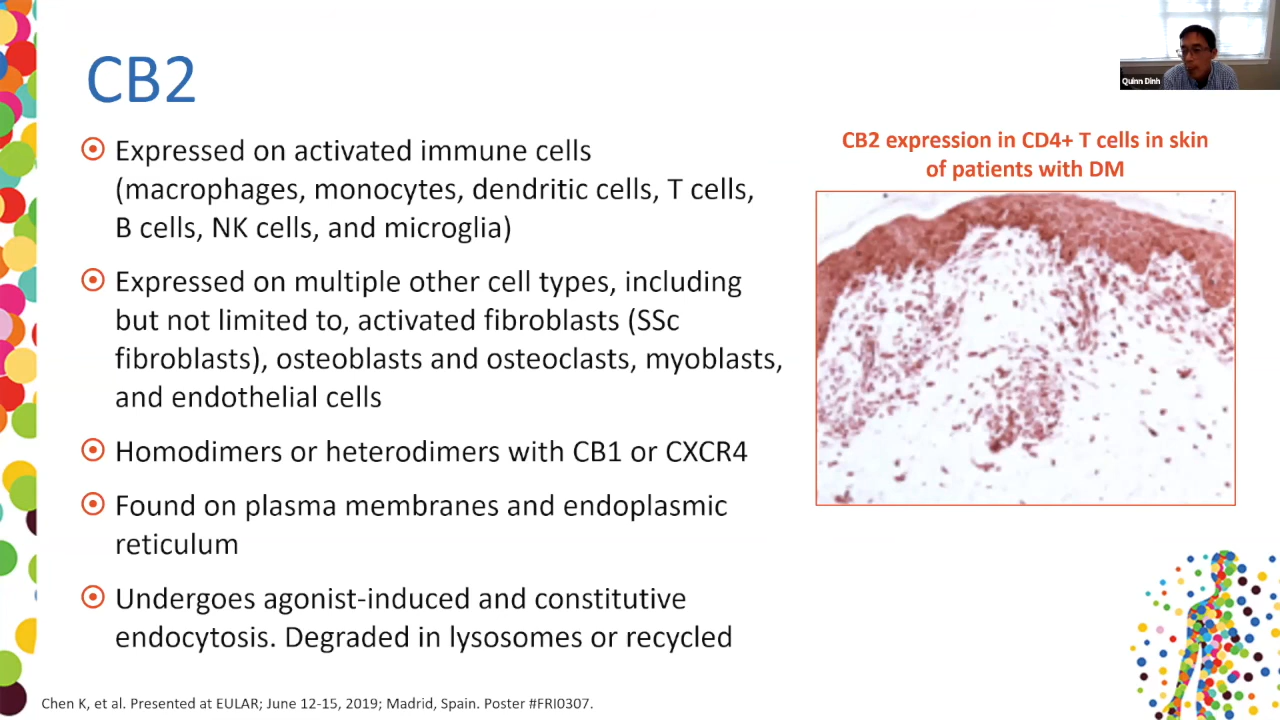 CB2
Quinn Dinh
Expressed on activated immune cells
(macrophages, monocytes, dendritic cells, T cells,
B cells, NK cells, and microglia)
Expressed on multiple other cell types, including
but not limited to, activated fibroblasts (SSc
fibroblasts), osteoblasts and osteoclasts, myoblasts,
and endothelial cells
Homodimers or heterodimers with CB1 or CXCR4
Found on plasma membranes and endoplasmic
reticulum
Undergoes agonist-induced and constitutive
endocytosis. Degraded in lysosomes or recycled
CB2 expression in CD4+ T cells in skin
of patients with DM
Chen K, et al. Presented at EULAR; June 12-15, 2019; Madrid, Spain. Poster #FRI0307.